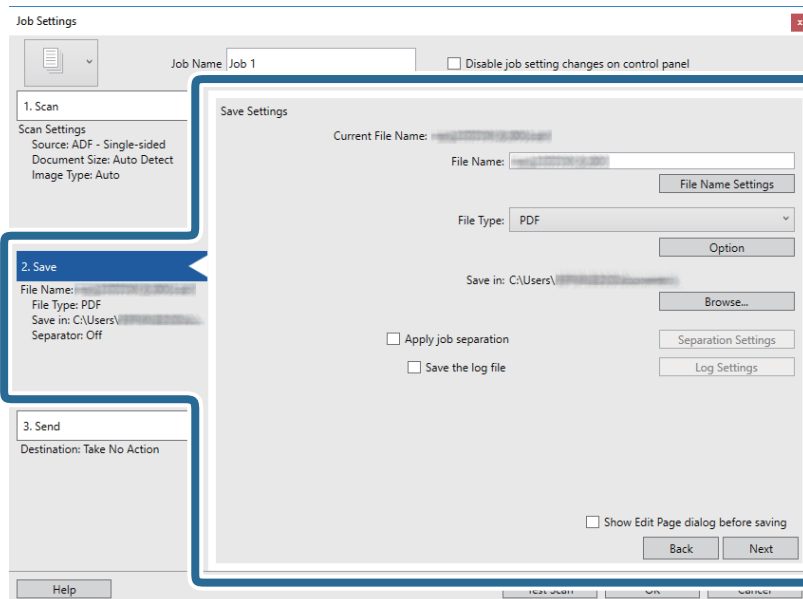 Job Settings
Job Name Job 1
Disable job setting changes on control panel
1. Scan
Scan Settings
Source: ADF - Single-sided
Document Size: Auto Detect
Image Type: Auto
2. Save
File Name:
File Type: PDF
Save in: C:\Users\
Separator: Off
3. Send
Destination: Take No Action
Save Settings
Current File Name:
File Name:
File Name Settings
File Type: PDF
Option
Save in: C:\Users\
Browse...
Apply job separation
Separation Settings
Save the log file
Log Settings
Show Edit Page dialog before saving
Back Next
Help Test Scan OK Cancel